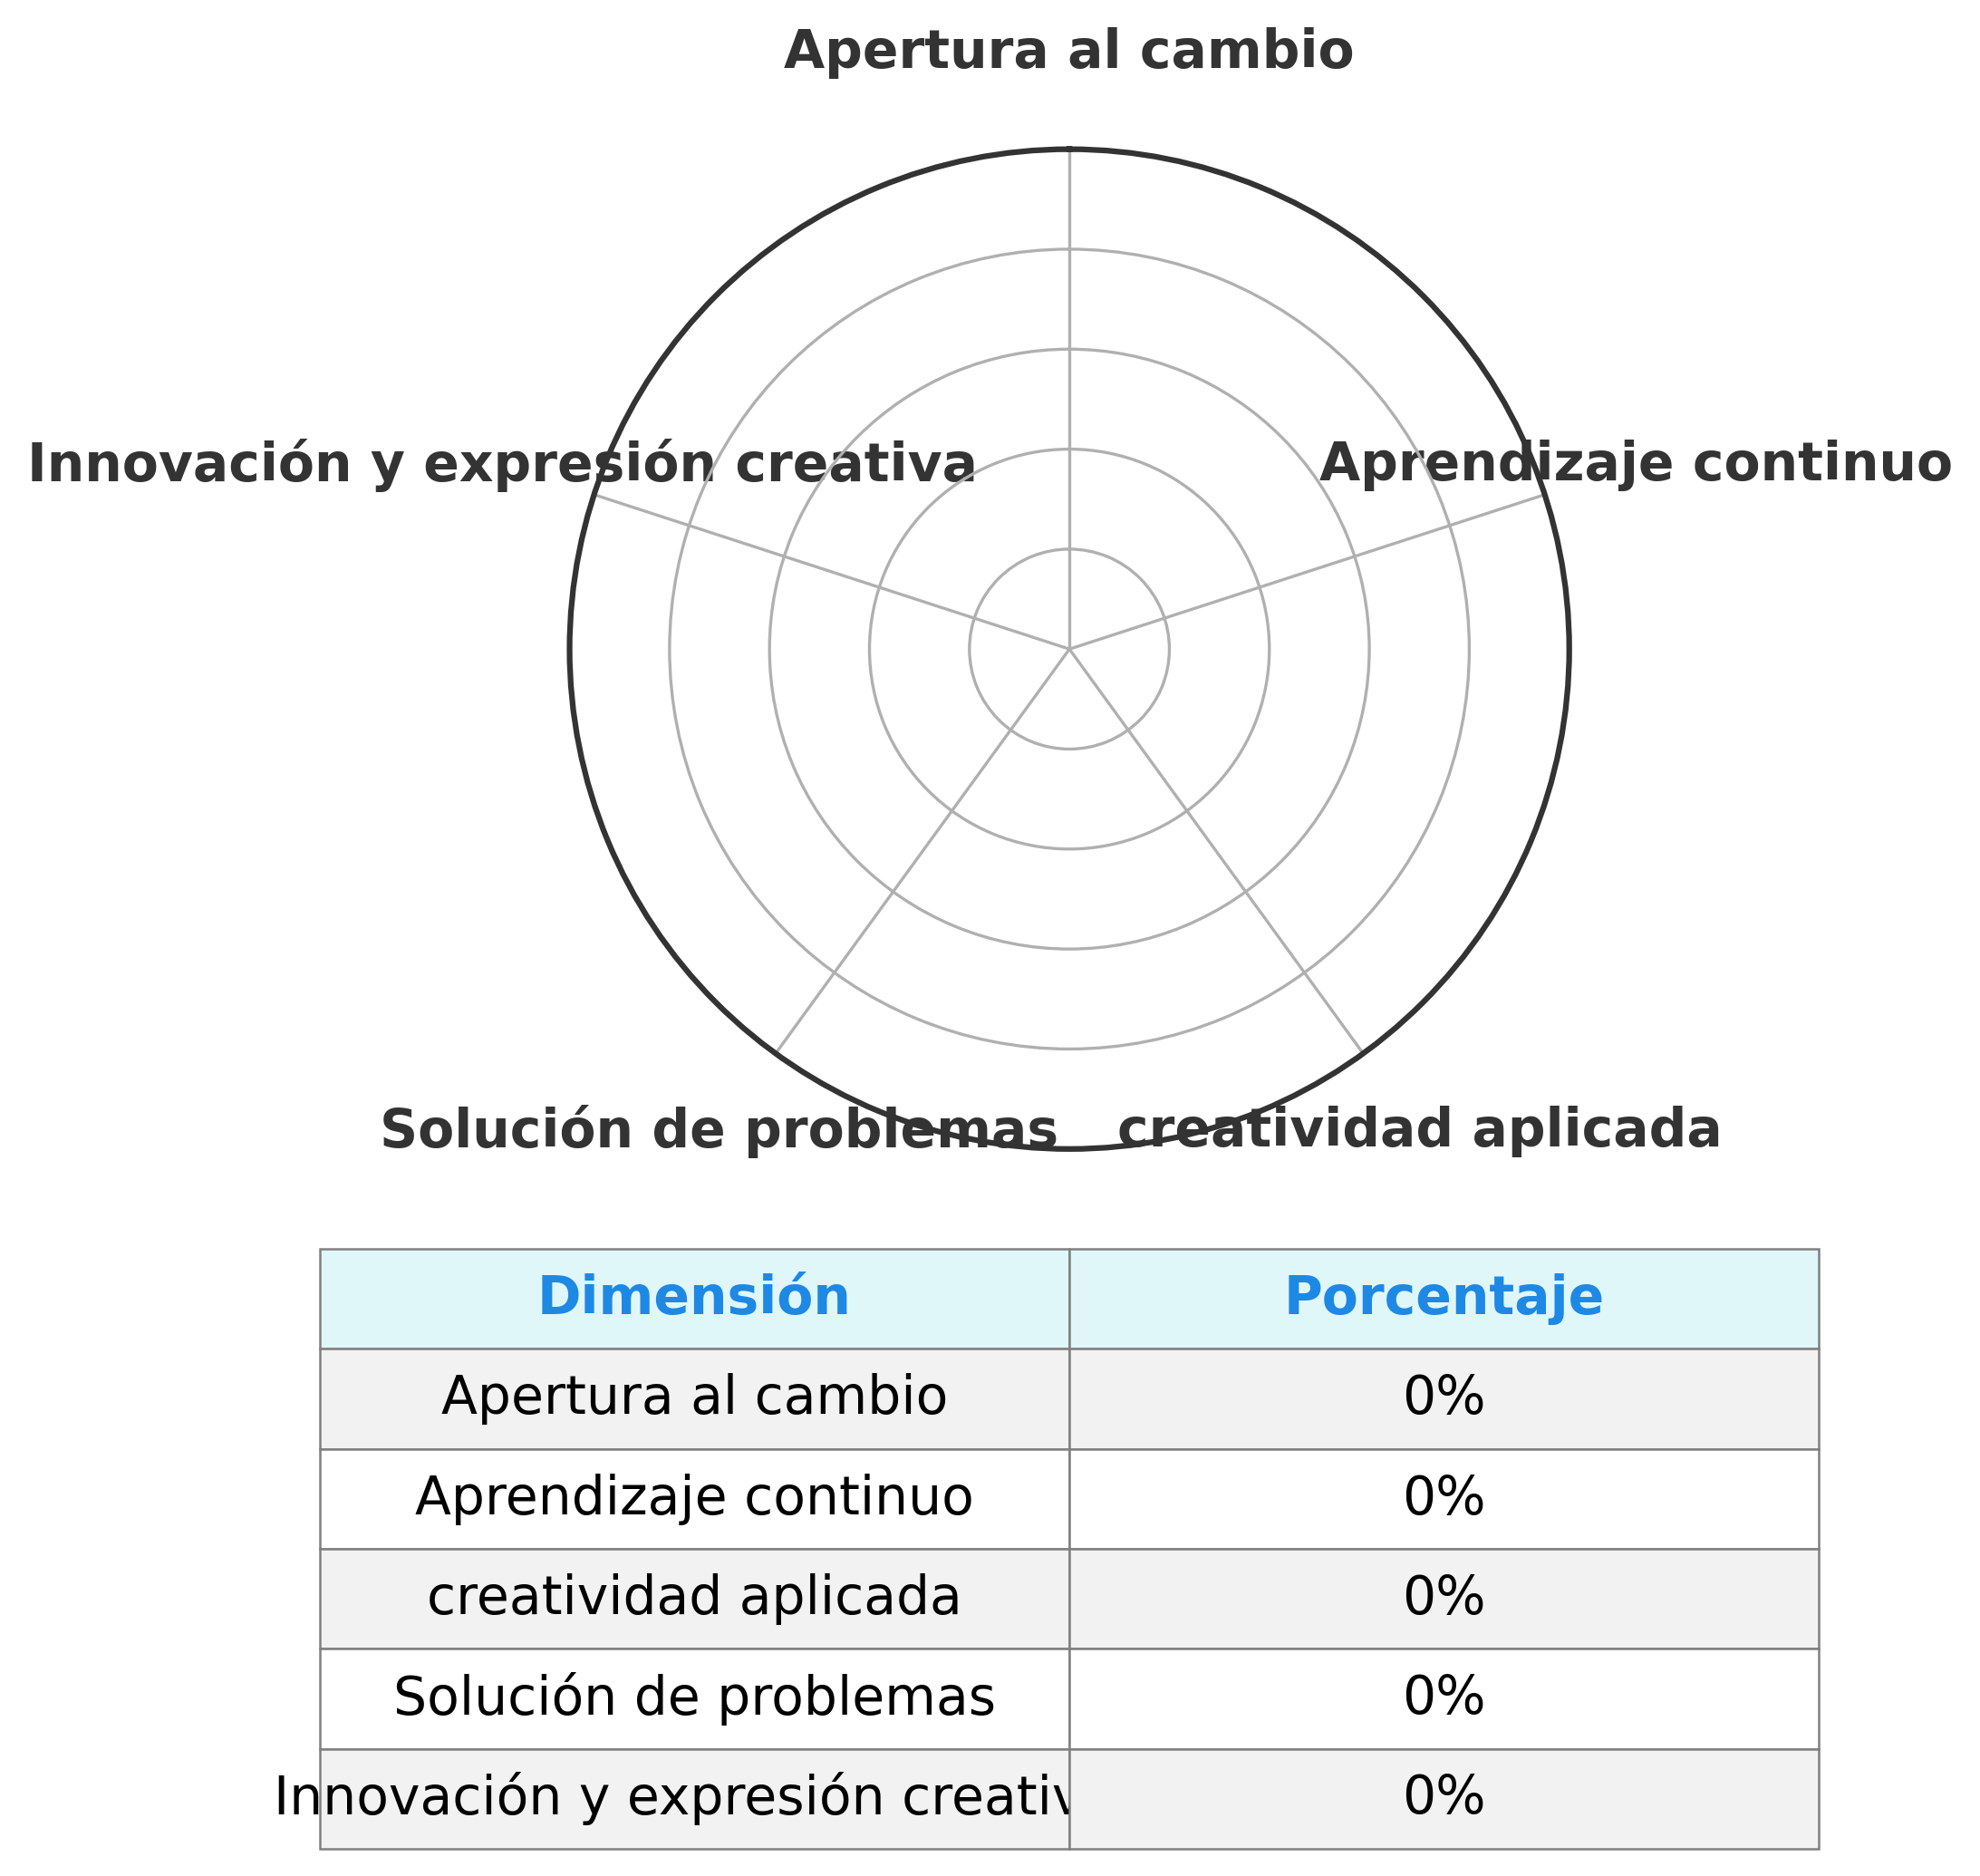 Apertura al cambio
Innovación y expresión creativa
Aprendizaje continuo
Solución de problemas
creatividad aplicada
Dimensión Porcentaje
Apertura al cambio 0%
Aprendizaje continuo 0%
creatividad aplicada 0%
Solución de problemas 0%
Innovación y expresión creativ 0%